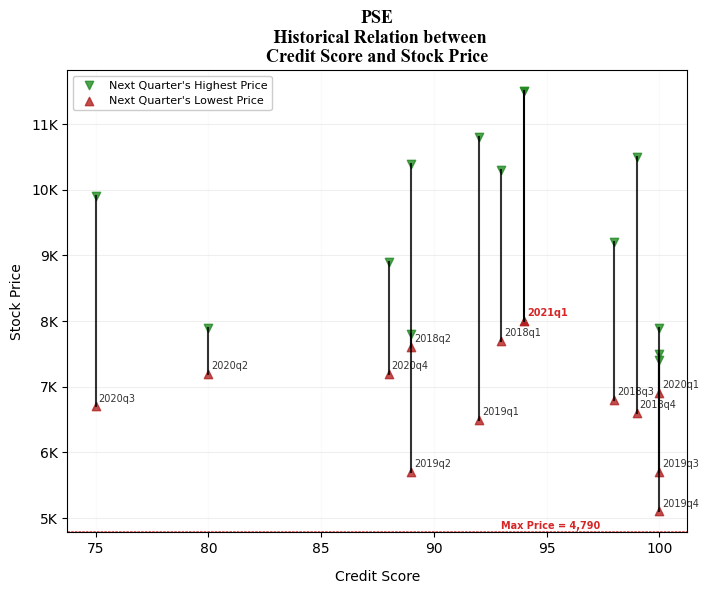 PSE
Historical Relation between
Credit Score and Stock Price
Next Quarter's Highest Price
Next Quarter's Lowest Price
11K
10K
9K
8K
7K
6K
5K
Stock Price
2021q1
2018q1
2018q2
2020q2
2020q4
2020q1
2020q3
2018q3
2018q4
2019q1
2019q2
2019q3
2019q4
Max Price = 4,790
75 80 85 90 95 100
Credit Score